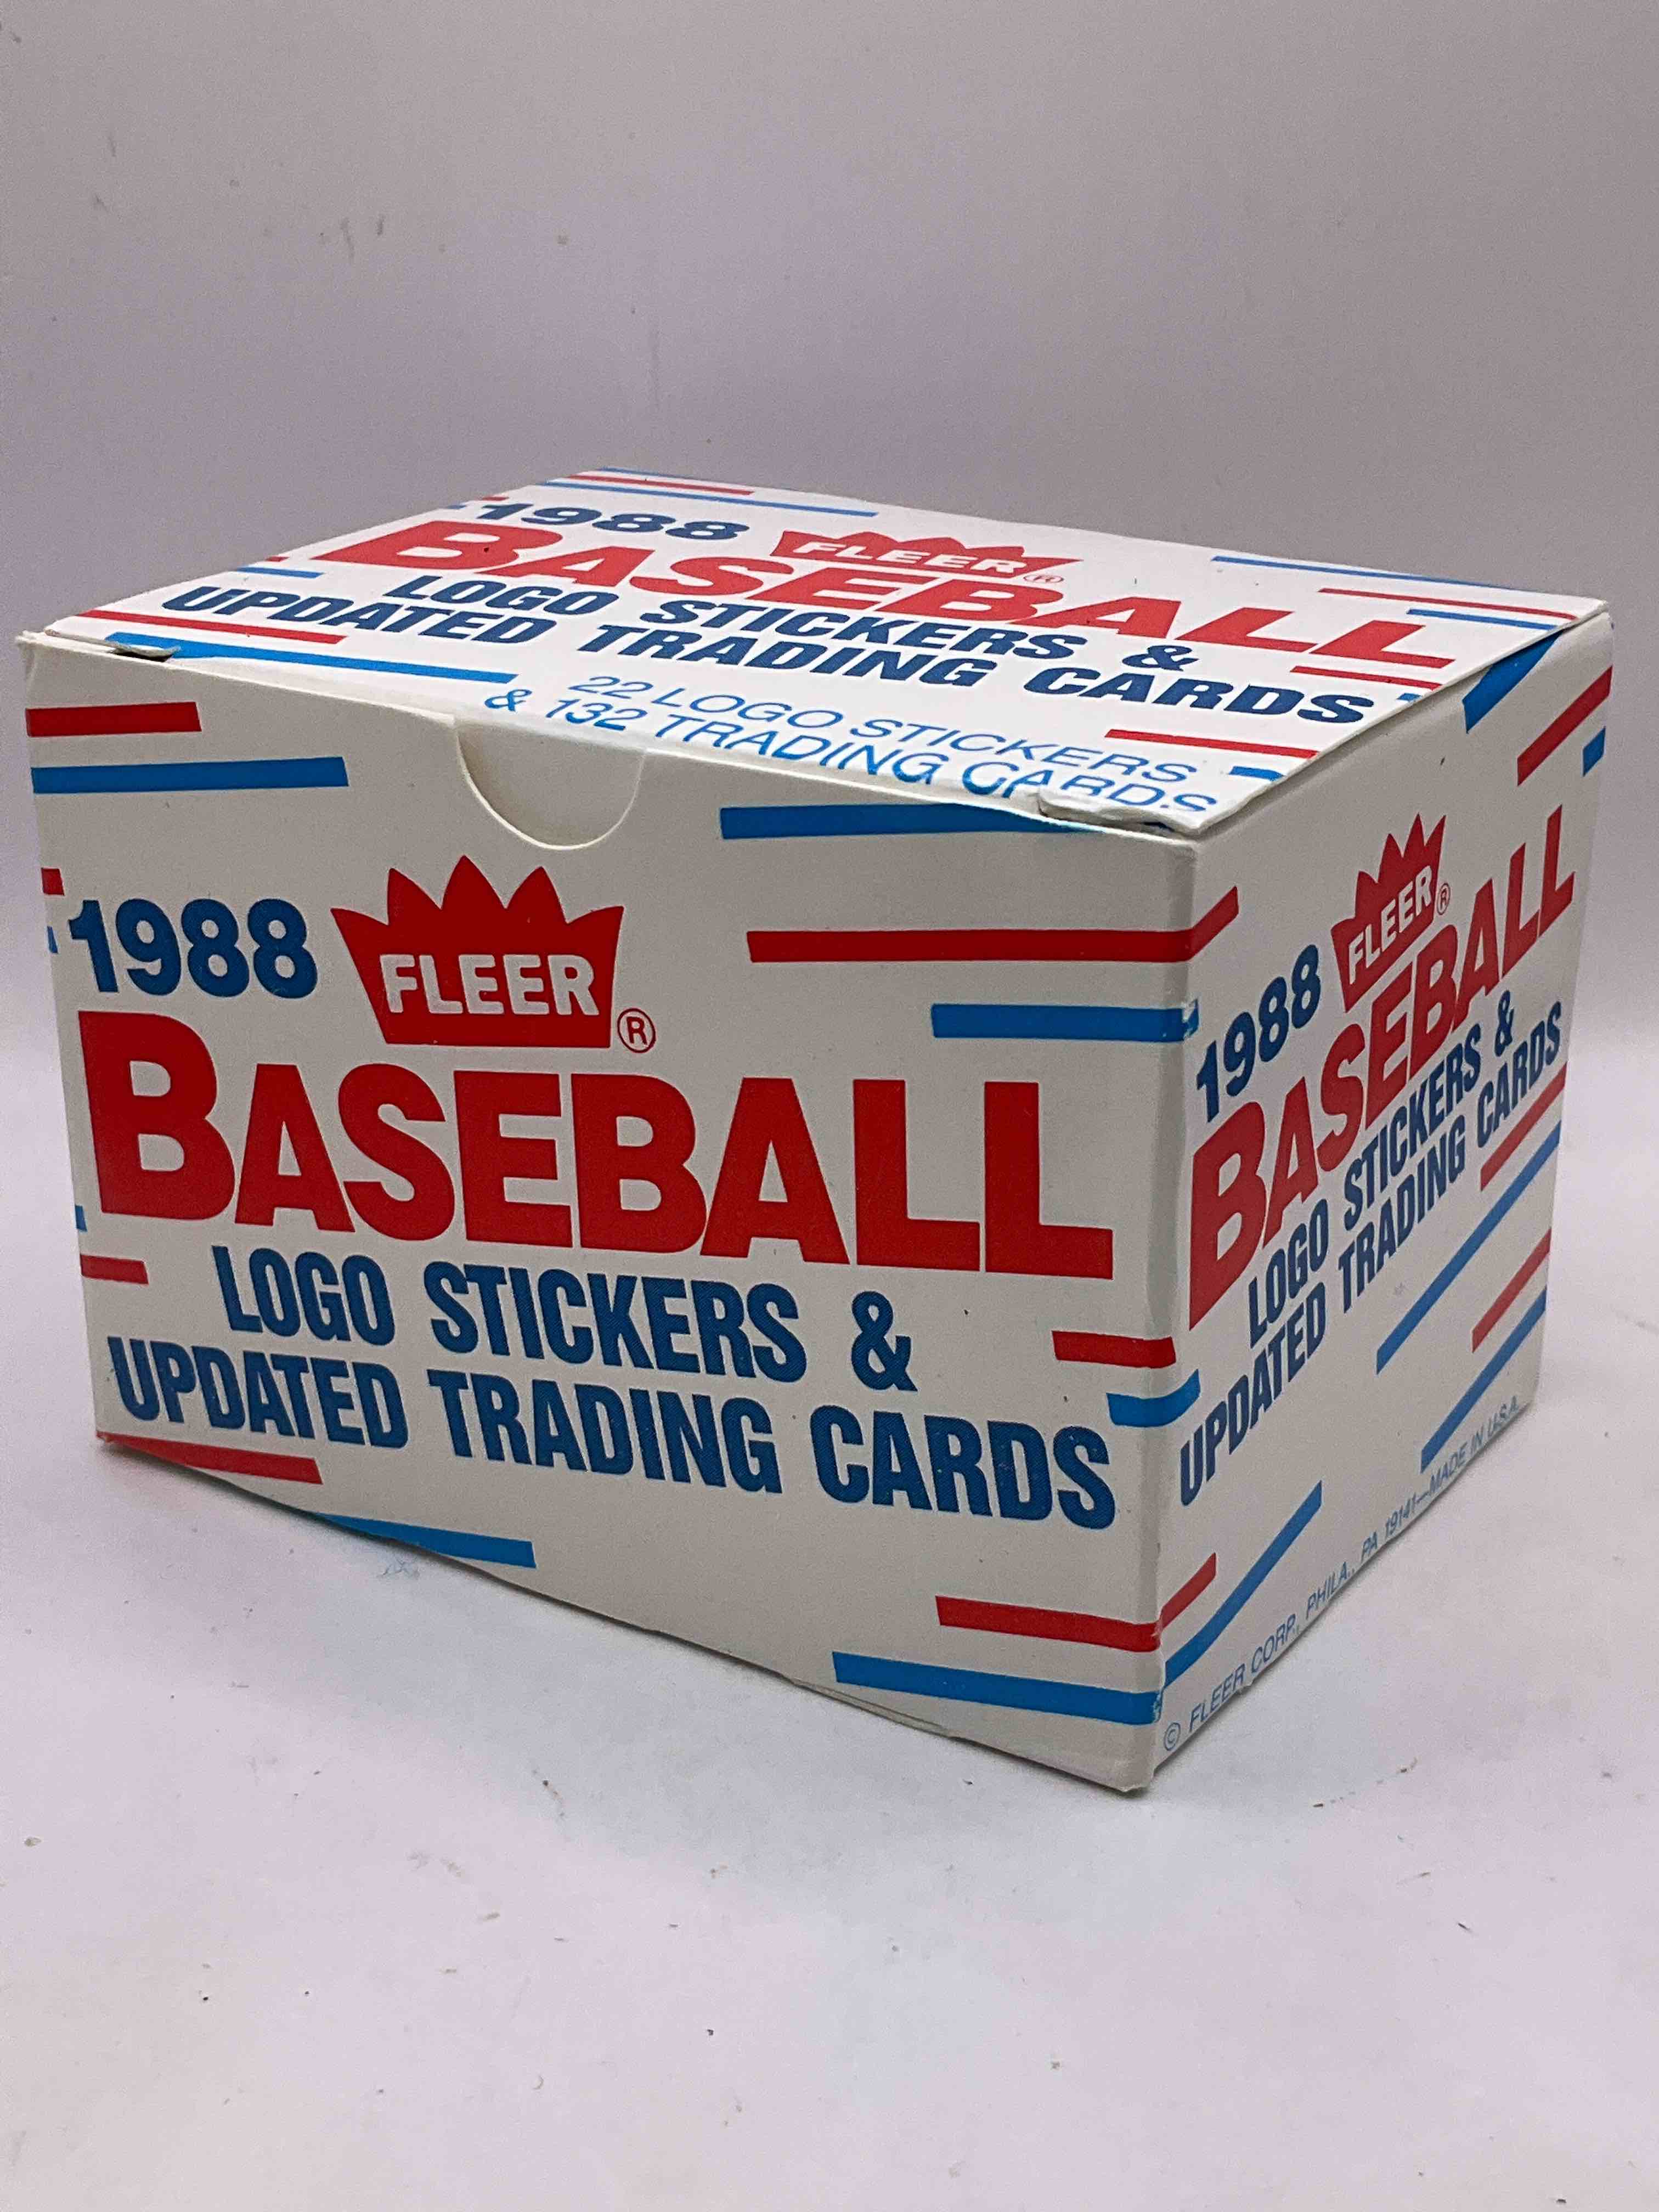 1988 FLEER ®
BASEBALL
LOGO STICKERS &
UPDATED TRADING CARDS
22 LOGO STICKERS
& 132 TRADING CARDS
1988 FLEER ®
BASEBALL
LOGO STICKERS &
UPDATED TRADING CARDS
1988 FLEER ®
BASEBALL
LOGO STICKERS &
UPDATED TRADING CARDS
© FLEER CORP., PHILA., PA 19141—MADE IN U.S.A.